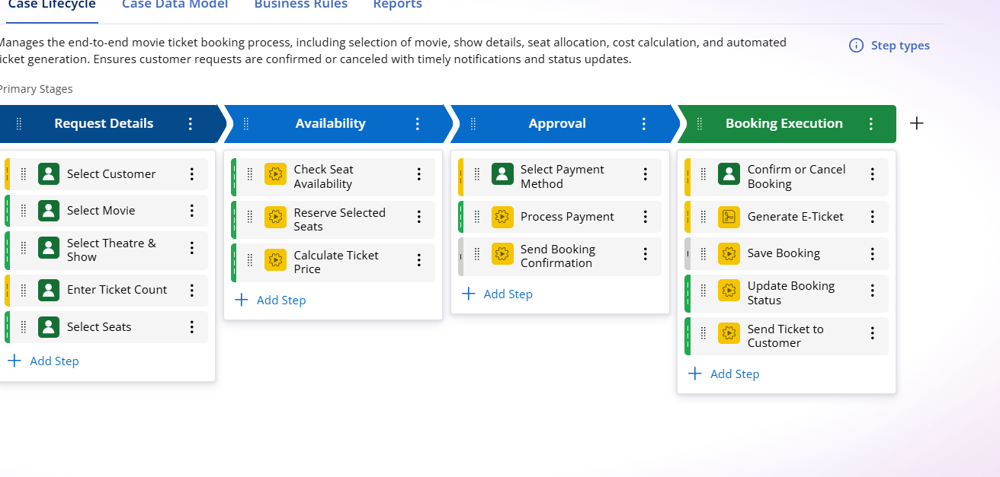 Case Lifecycle
Case Data Model
Business Rules
Reports
Manages the end-to-end movie ticket booking process, including selection of movie, show details, seat allocation, cost calculation, and automated
ticket generation. Ensures customer requests are confirmed or canceled with timely notifications and status updates.
Step types
Primary Stages
Request Details
Select Customer
Select Movie
Select Theatre &
Show
Enter Ticket Count
Select Seats
Add Step
Availability
Check Seat
Availability
Reserve Selected
Seats
Calculate Ticket
Price
Add Step
Approval
Select Payment
Method
Process Payment
Send Booking
Confirmation
Add Step
Booking Execution
Confirm or Cancel
Booking
Generate E-Ticket
Save Booking
Update Booking
Status
Send Ticket to
Customer
Add Step